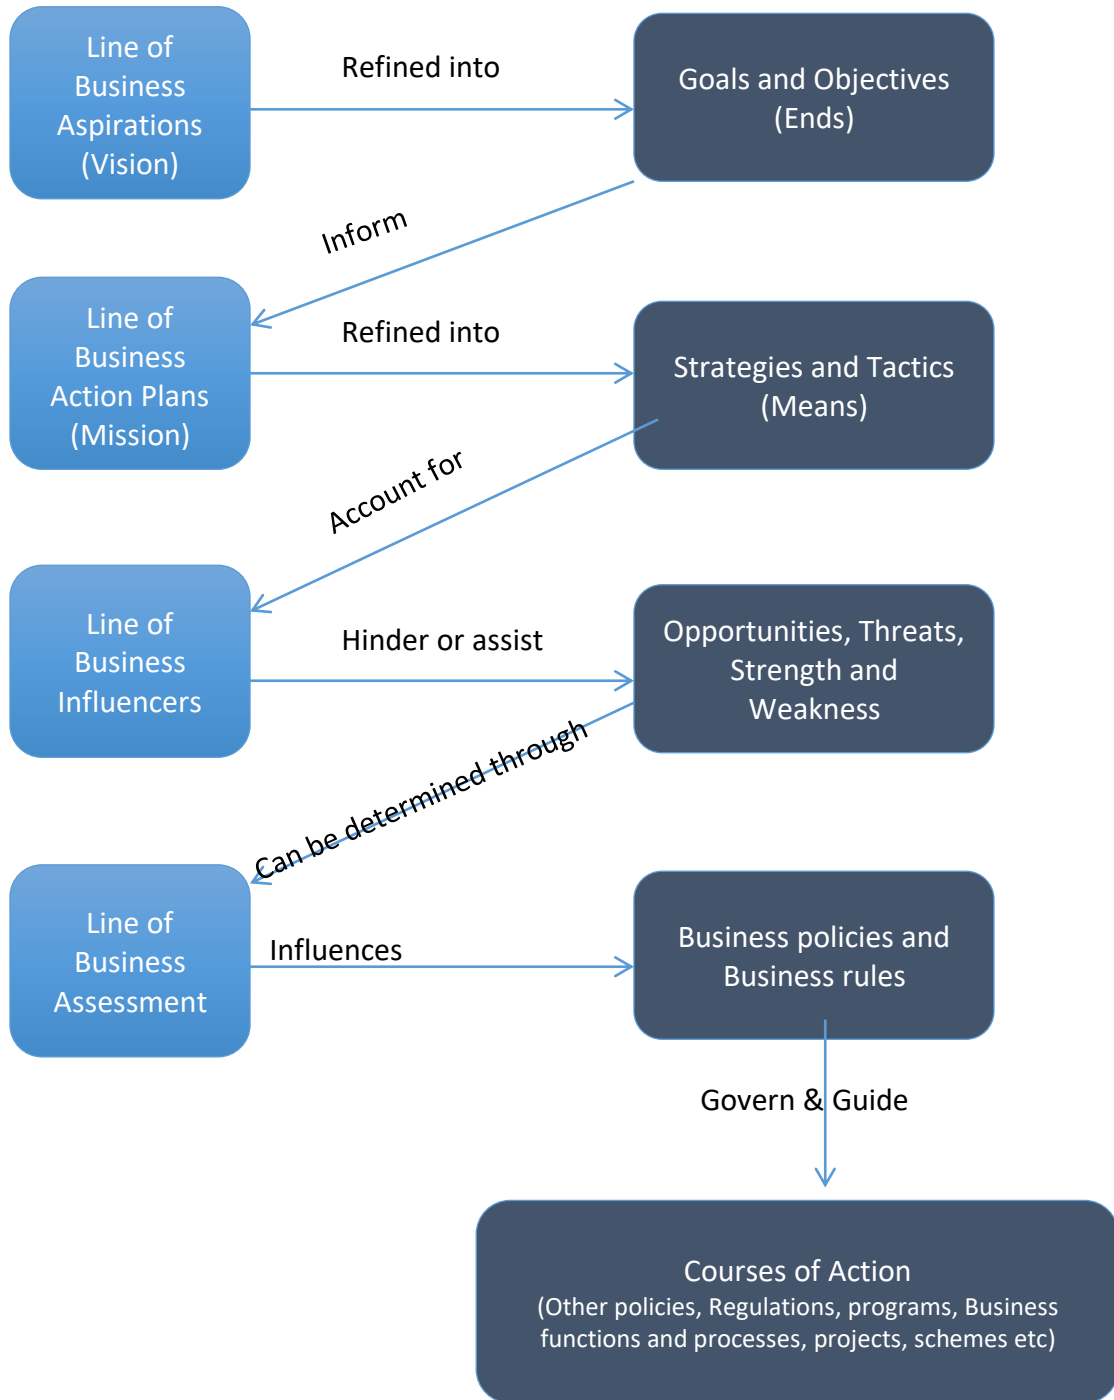 Line of
Business
Aspirations
(Vision)
Refined into
Goals and Objectives
(Ends)
Inform
Line of
Business
Action Plans
(Mission)
Refined into
Strategies and Tactics
(Means)
Account for
Line of
Business
Influencers
Hinder or assist
Opportunities, Threats,
Strength and
Weakness
Can be determined through
Line of
Business
Assessment
Influences
Business policies and
Business rules
Govern & Guide
Courses of Action
(Other policies, Regulations, programs, Business
functions and processes, projects, schemes etc)